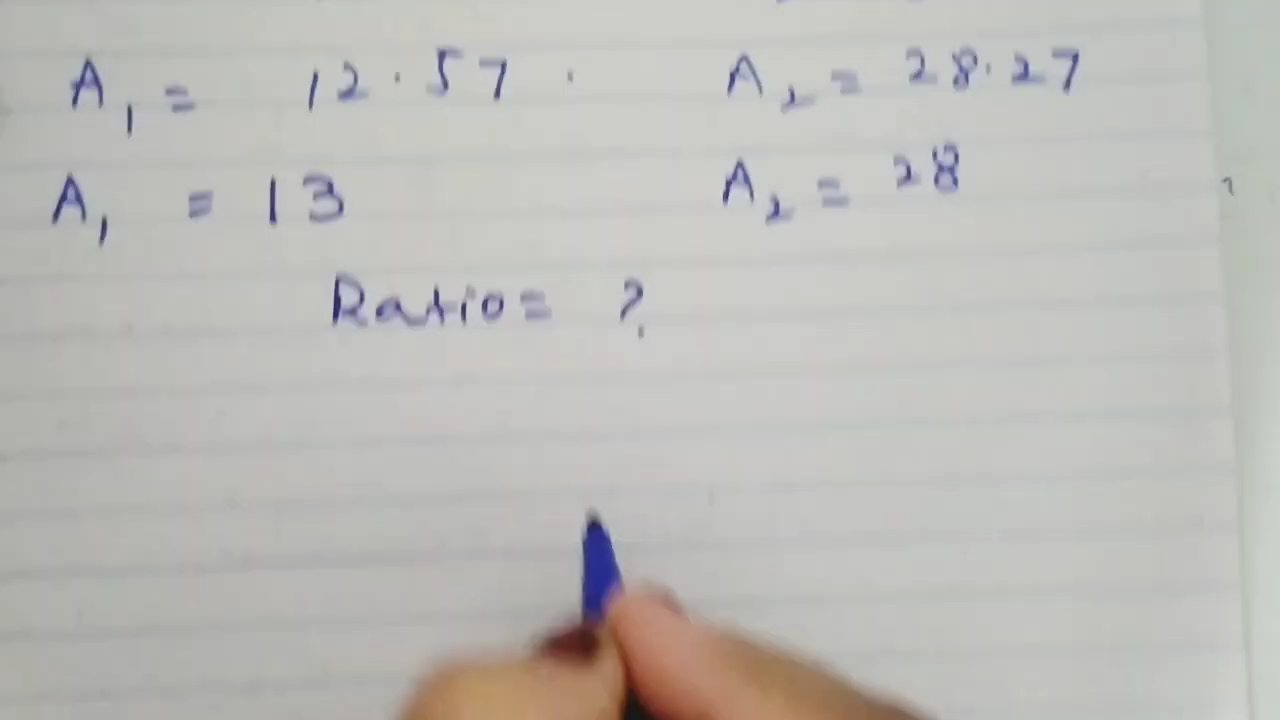 A₁ = 12.57 A₂ = 28.27
A₁ = 13 A₂ = 28
Ratio = ?